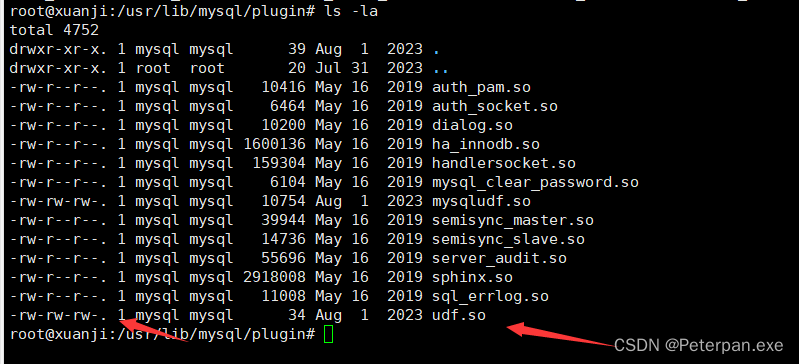 root@xuanji:/usr/lib/mysql/plugin# ls -la
total 4752
drwxr-xr-x. 1 mysql mysql      39 Aug  1  2023 .
drwxr-xr-x. 1 root  root       20 Jul 31  2023 ..
-rw-r--r--. 1 mysql mysql   10416 May 16  2019 auth_pam.so
-rw-r--r--. 1 mysql mysql    6464 May 16  2019 auth_socket.so
-rw-r--r--. 1 mysql mysql   10200 May 16  2019 dialog.so
-rw-r--r--. 1 mysql mysql 1600136 May 16  2019 ha_innodb.so
-rw-r--r--. 1 mysql mysql  159304 May 16  2019 handlersocket.so
-rw-r--r--. 1 mysql mysql    6104 May 16  2019 mysql_clear_password.so
-rw-rw-rw-. 1 mysql mysql   10754 Aug  1  2023 mysqludf.so
-rw-r--r--. 1 mysql mysql   39944 May 16  2019 semisync_master.so
-rw-r--r--. 1 mysql mysql   14736 May 16  2019 semisync_slave.so
-rw-r--r--. 1 mysql mysql   55696 May 16  2019 server_audit.so
-rw-r--r--. 1 mysql mysql 2918008 May 16  2019 sphinx.so
-rw-r--r--. 1 mysql mysql   11008 May 16  2019 sql_errlog.so
-rw-rw-rw-. 1 mysql mysql      34 Aug  1  2023 udf.so
root@xuanji:/usr/lib/mysql/plugin#
CSDN @Peterpan.exe